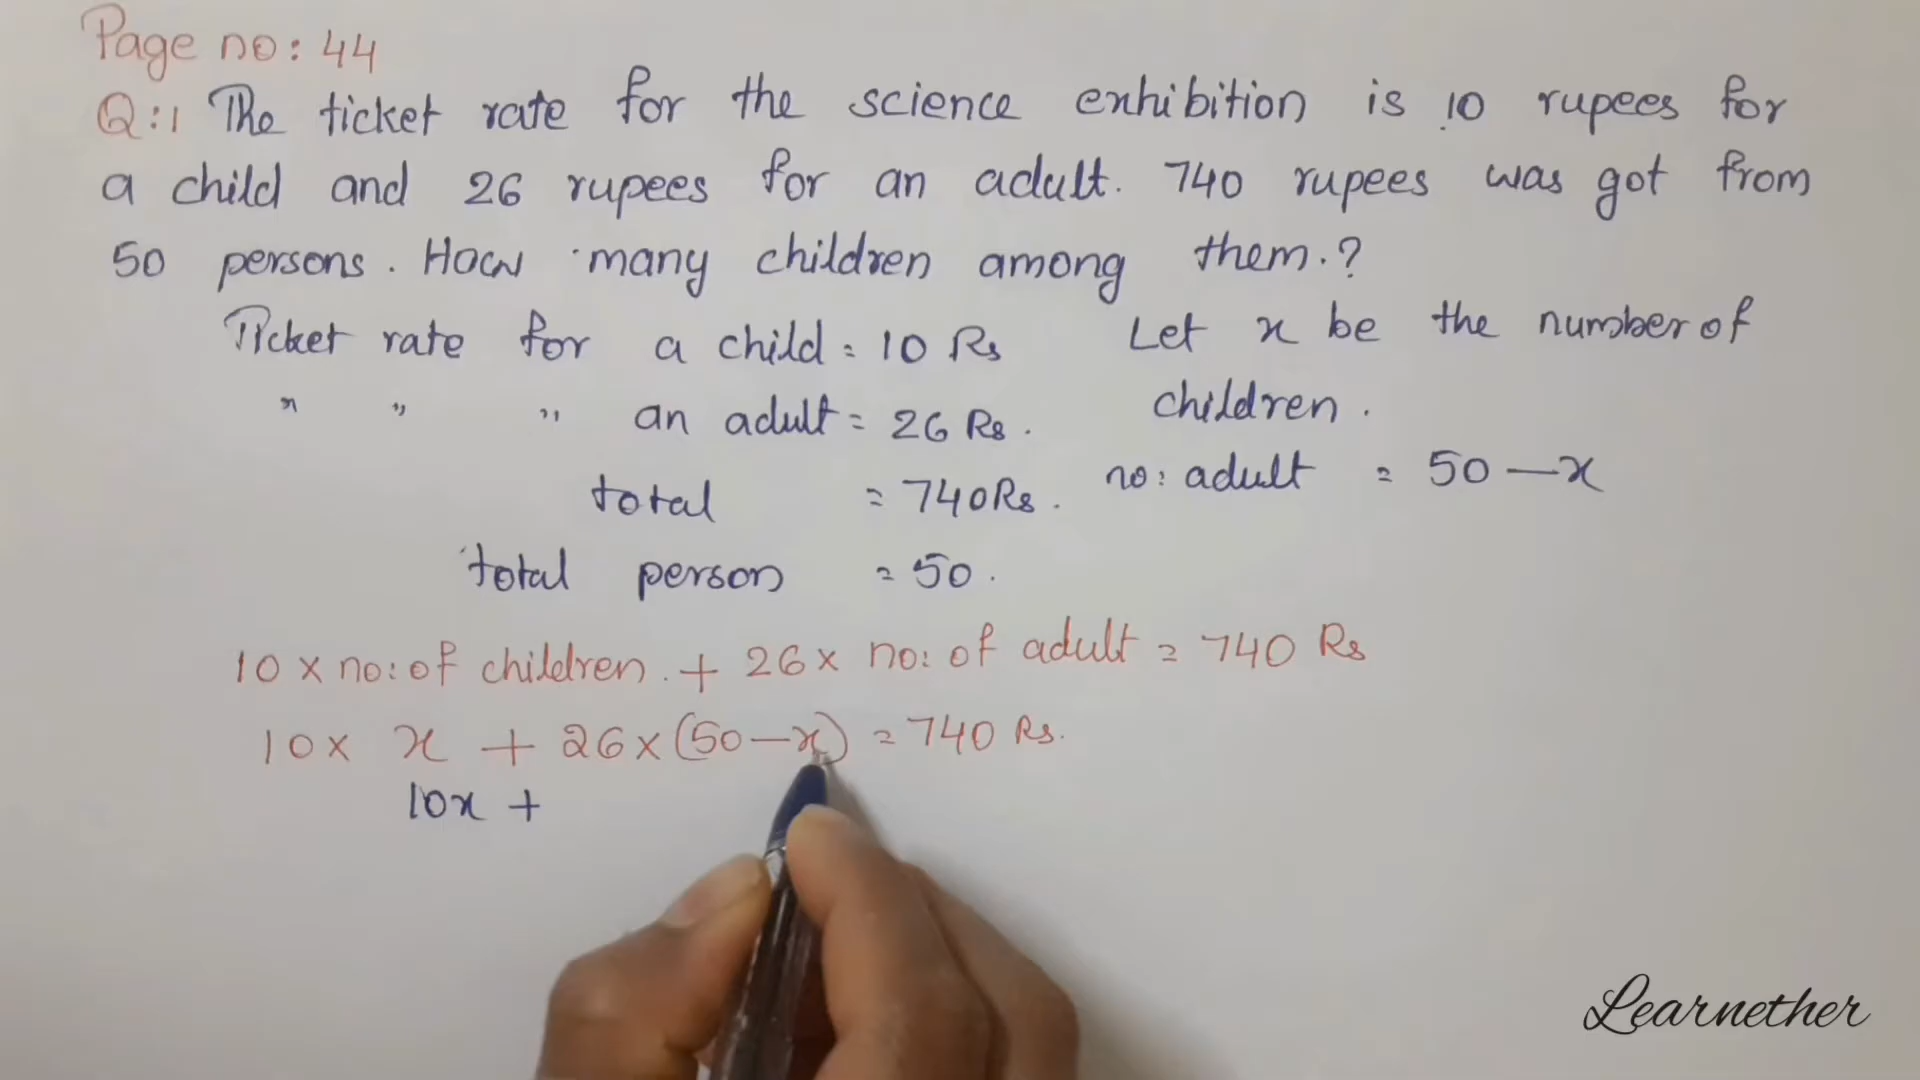 Page no: 44
Q:1 The ticket rate for the science exhibition is 10 rupees for
a child and 26 rupees for an adult. 740 rupees was got from
50 persons. How many children among them.?
Ticket rate for a child = 10 Rs
" " " an adult = 26 Rs.
total = 740Rs.
total person = 50.
Let x be the number of
children.
no: adult = 50 - x
10 x no: of children. + 26 x no: of adult = 740 Rs
10 x x + 26 x (50 - x) = 740 Rs.
10x +
Learnether